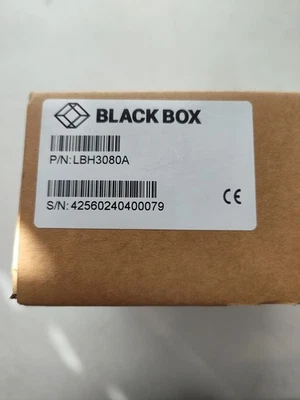 BLACK BOX
P/N: LBH3080A
S/N: 42560240400079
CE